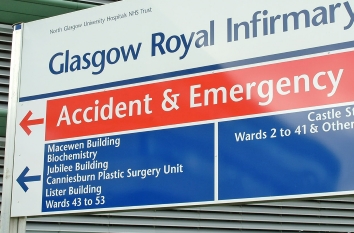 North Glasgow University Hospitals NHS Trust
Glasgow Royal Infirmary
Accident & Emergency
Macewen Building
Biochemistry
Jubilee Building
Canniesburn Plastic Surgery Unit
Lister Building
Wards 43 to 53
Castle St
Wards 2 to 41 & Other